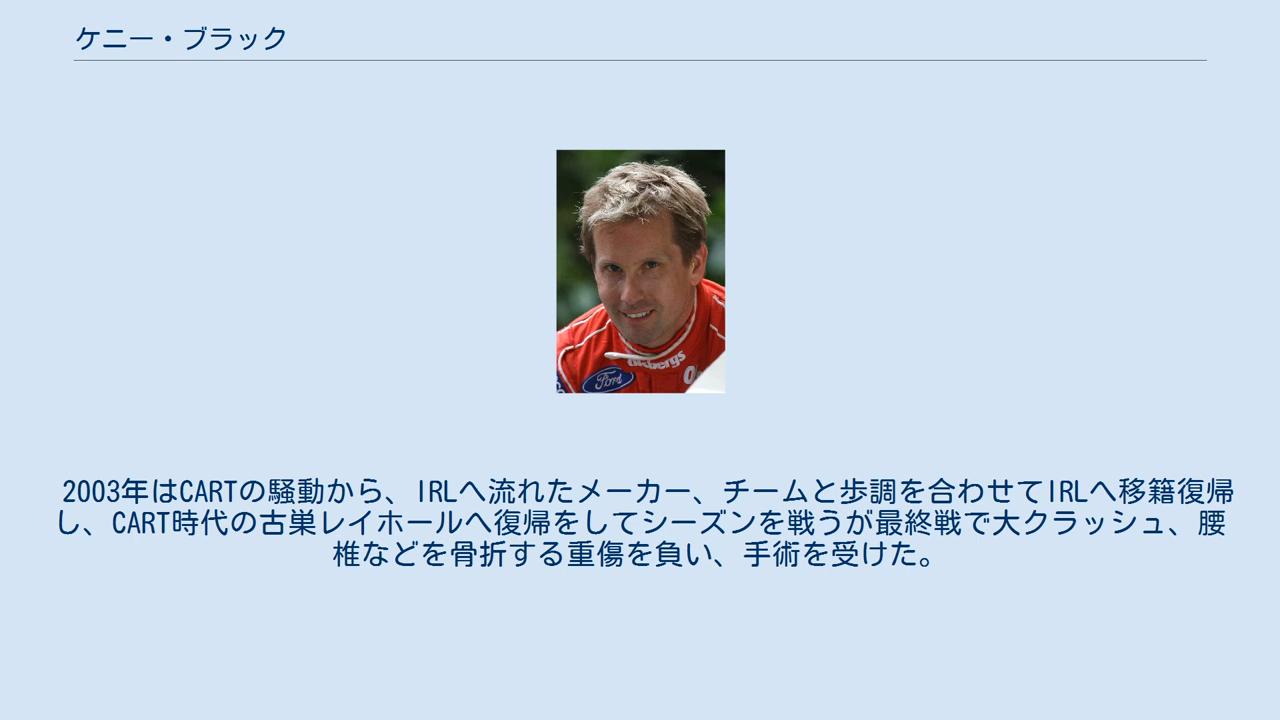 ケニー・ブラック
Ford
2003年はCARTの騒動から、IRLへ流れたメーカー、チームと歩調を合わせてIRLへ移籍復帰
し、CART時代の古巣レイホールへ復帰をしてシーズンを戦うが最終戦で大クラッシュ、腰
椎などを骨折する重傷を負い、手術を受けた。